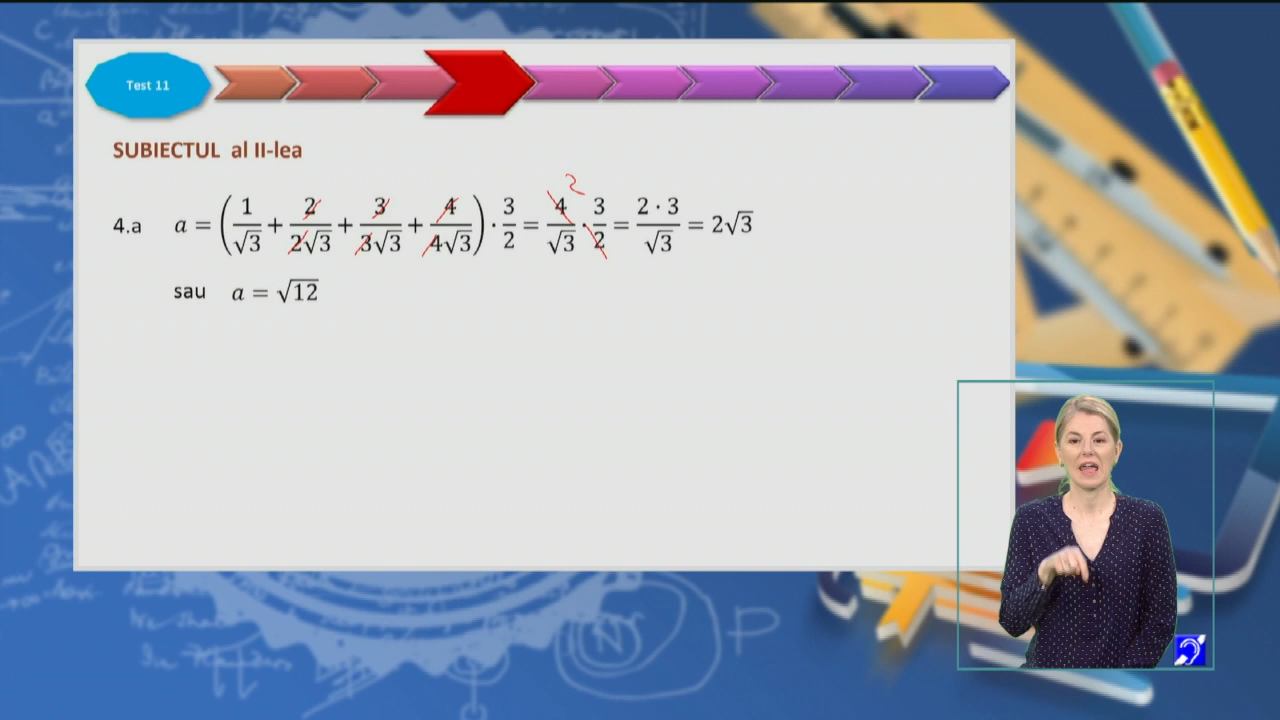 Test 11
SUBIECTUL al II-lea
4.a a = (1/√3 + 2/2√3 + 3/3√3 + 4/4√3) · 3/2 = 4/√3 · 3/2 = 2 · 3/√3 = 2√3
2
sau a = √12
N
P